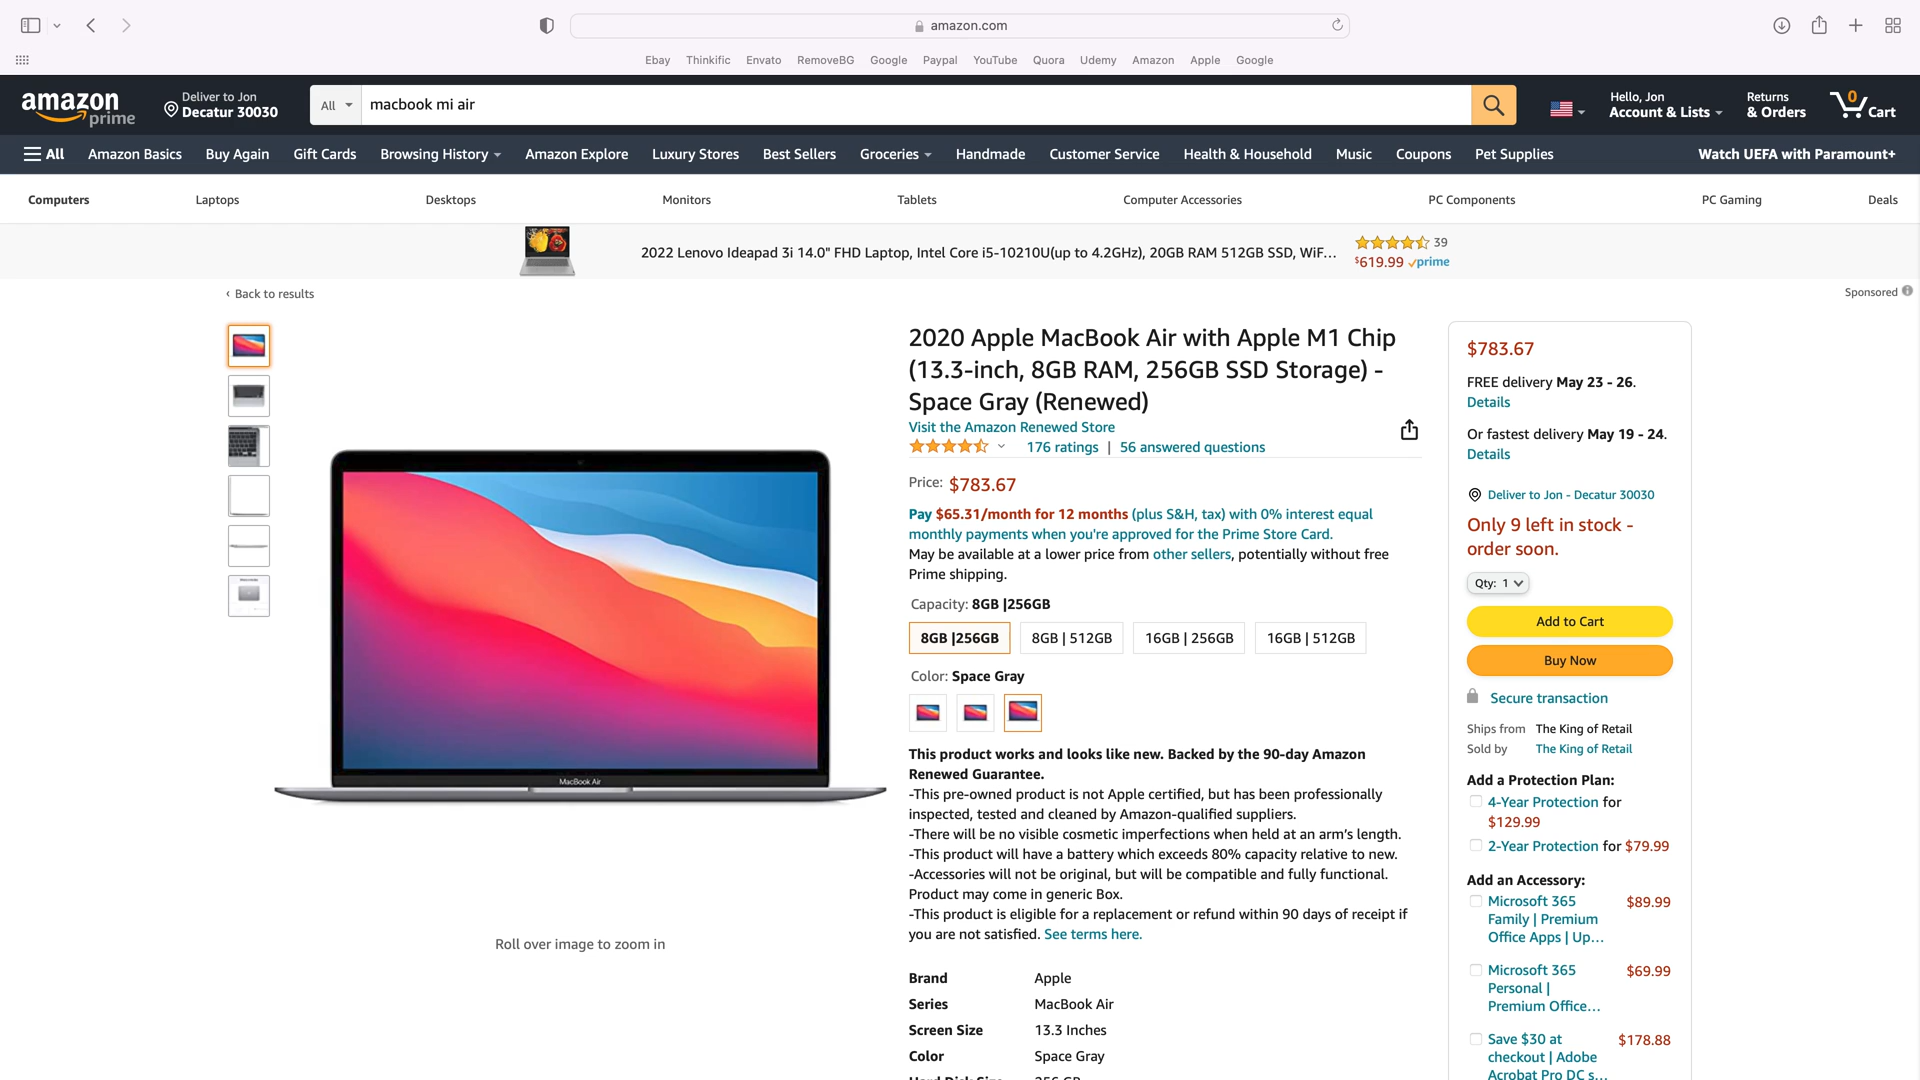 amazon.com
Ebay Thinkific Envato RemoveBG Google Paypal YouTube Quora Udemy Amazon Apple Google
amazon prime
Deliver to Jon
Decatur 30030
All
macbook mi air
Hello, Jon
Account & Lists
Returns
& Orders
0
Cart
All Amazon Basics Buy Again Gift Cards Browsing History Amazon Explore Luxury Stores Best Sellers Groceries Handmade Customer Service Health & Household Music Coupons Pet Supplies Watch UEFA with Paramount+
Computers Laptops Desktops Monitors Tablets Computer Accessories PC Components PC Gaming Deals
2022 Lenovo Ideapad 3i 14.0" FHD Laptop, Intel Core i5-10210U(up to 4.2GHz), 20GB RAM 512GB SSD, WiF...
39
$619.99 prime
‹ Back to results
Sponsored
2020 Apple MacBook Air with Apple M1 Chip
(13.3-inch, 8GB RAM, 256GB SSD Storage) -
Space Gray (Renewed)
Visit the Amazon Renewed Store
176 ratings | 56 answered questions
Price: $783.67
Pay $65.31/month for 12 months (plus S&H, tax) with 0% interest equal
monthly payments when you're approved for the Prime Store Card.
May be available at a lower price from other sellers, potentially without free
Prime shipping.
Capacity: 8GB |256GB
8GB |256GB 8GB | 512GB 16GB | 256GB 16GB | 512GB
Color: Space Gray
This product works and looks like new. Backed by the 90-day Amazon
Renewed Guarantee.
-This pre-owned product is not Apple certified, but has been professionally
inspected, tested and cleaned by Amazon-qualified suppliers.
-There will be no visible cosmetic imperfections when held at an arm's length.
-This product will have a battery which exceeds 80% capacity relative to new.
-Accessories will not be original, but will be compatible and fully functional.
Product may come in generic Box.
-This product is eligible for a replacement or refund within 90 days of receipt if
you are not satisfied. See terms here.
Brand Apple
Series MacBook Air
Screen Size 13.3 Inches
Color Space Gray
Hard Disk Size 256 GB
MacBook Air
Roll over image to zoom in
$783.67
FREE delivery May 23 - 26.
Details
Or fastest delivery May 19 - 24.
Details
Deliver to Jon - Decatur 30030
Only 9 left in stock -
order soon.
Qty: 1
Add to Cart
Buy Now
Secure transaction
Ships from The King of Retail
Sold by The King of Retail
Add a Protection Plan:
4-Year Protection for
$129.99
2-Year Protection for $79.99
Add an Accessory:
Microsoft 365 $89.99
Family | Premium
Office Apps | Up...
Microsoft 365 $69.99
Personal |
Premium Office...
Save $30 at $178.88
checkout | Adobe
Acrobat Pro DC s...